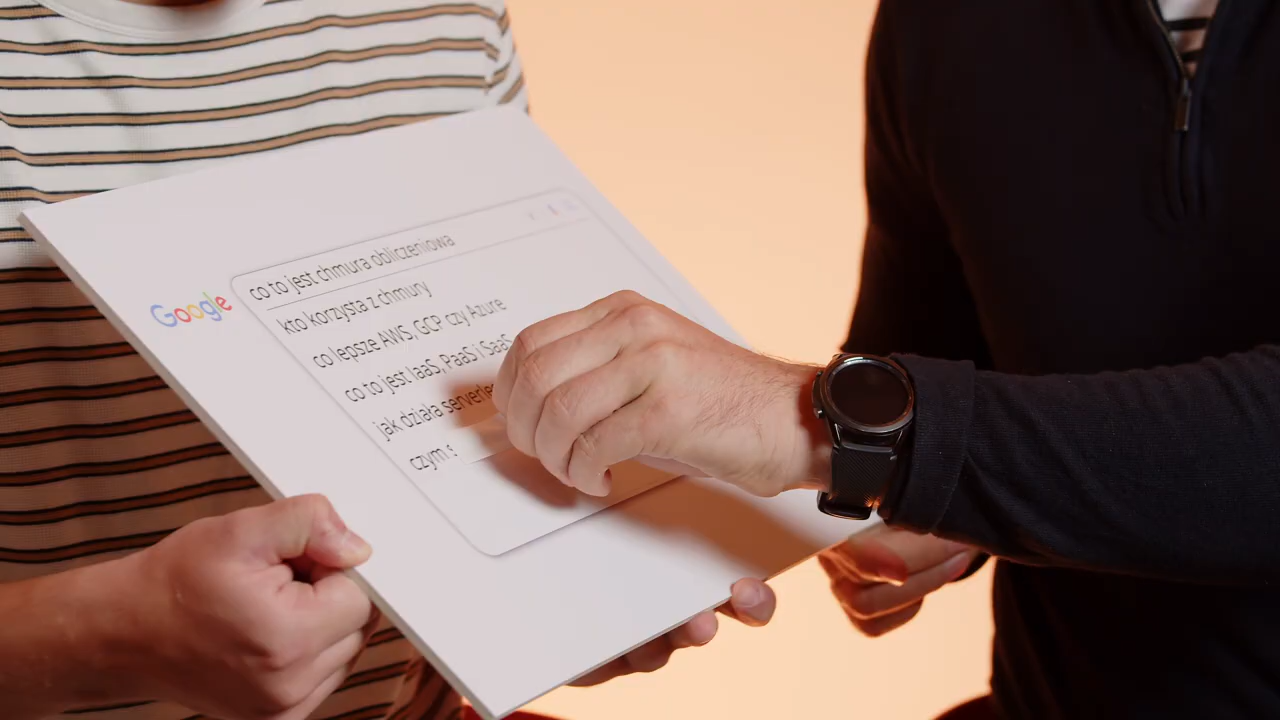 Google
co to jest chmura obliczeniowa
kto korzysta z chmury
co lepsze AWS, GCP czy Azure
co to jest IaaS, PaaS i SaaS
jak działa
czym